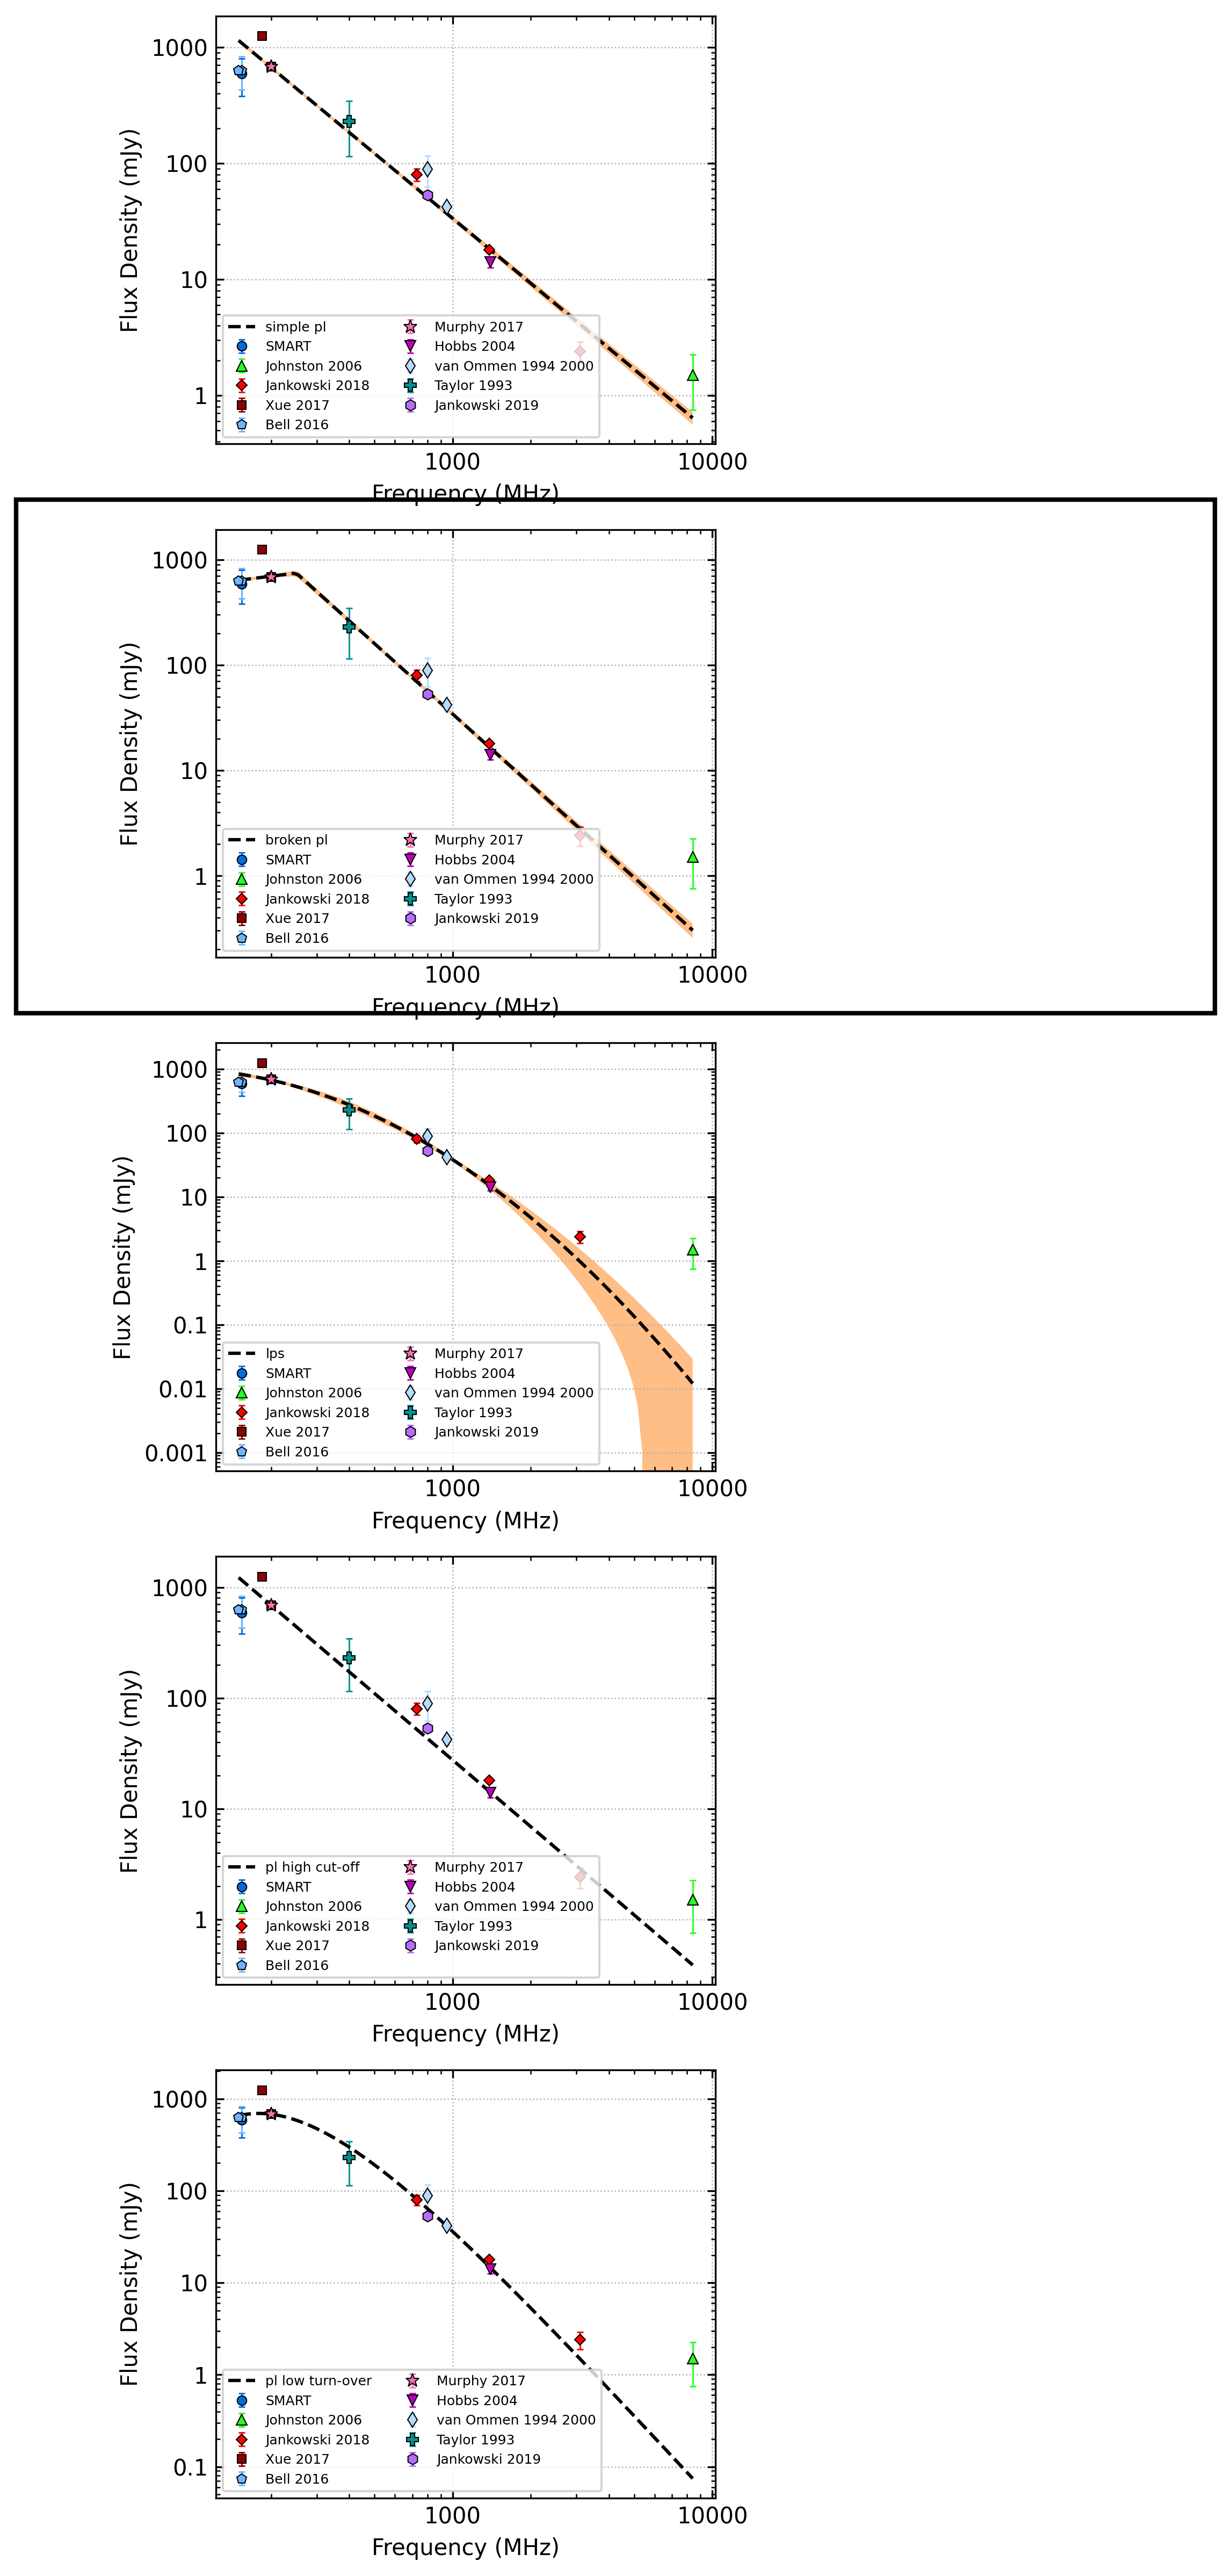 1000
100
10
1
Flux Density (mJy)
simple pl
SMART
Johnston 2006
Jankowski 2018
Xue 2017
Bell 2016
Murphy 2017
Hobbs 2004
van Ommen 1994 2000
Taylor 1993
Jankowski 2019
1000 10000
Frequency (MHz)
1000
100
10
1
Flux Density (mJy)
broken pl
SMART
Johnston 2006
Jankowski 2018
Xue 2017
Bell 2016
Murphy 2017
Hobbs 2004
van Ommen 1994 2000
Taylor 1993
Jankowski 2019
1000 10000
Frequency (MHz)
1000
100
10
1
0.1
0.01
0.001
Flux Density (mJy)
lps
SMART
Johnston 2006
Jankowski 2018
Xue 2017
Bell 2016
Murphy 2017
Hobbs 2004
van Ommen 1994 2000
Taylor 1993
Jankowski 2019
1000 10000
Frequency (MHz)
1000
100
10
1
Flux Density (mJy)
pl high cut-off
SMART
Johnston 2006
Jankowski 2018
Xue 2017
Bell 2016
Murphy 2017
Hobbs 2004
van Ommen 1994 2000
Taylor 1993
Jankowski 2019
1000 10000
Frequency (MHz)
1000
100
10
1
0.1
Flux Density (mJy)
pl low turn-over
SMART
Johnston 2006
Jankowski 2018
Xue 2017
Bell 2016
Murphy 2017
Hobbs 2004
van Ommen 1994 2000
Taylor 1993
Jankowski 2019
1000 10000
Frequency (MHz)